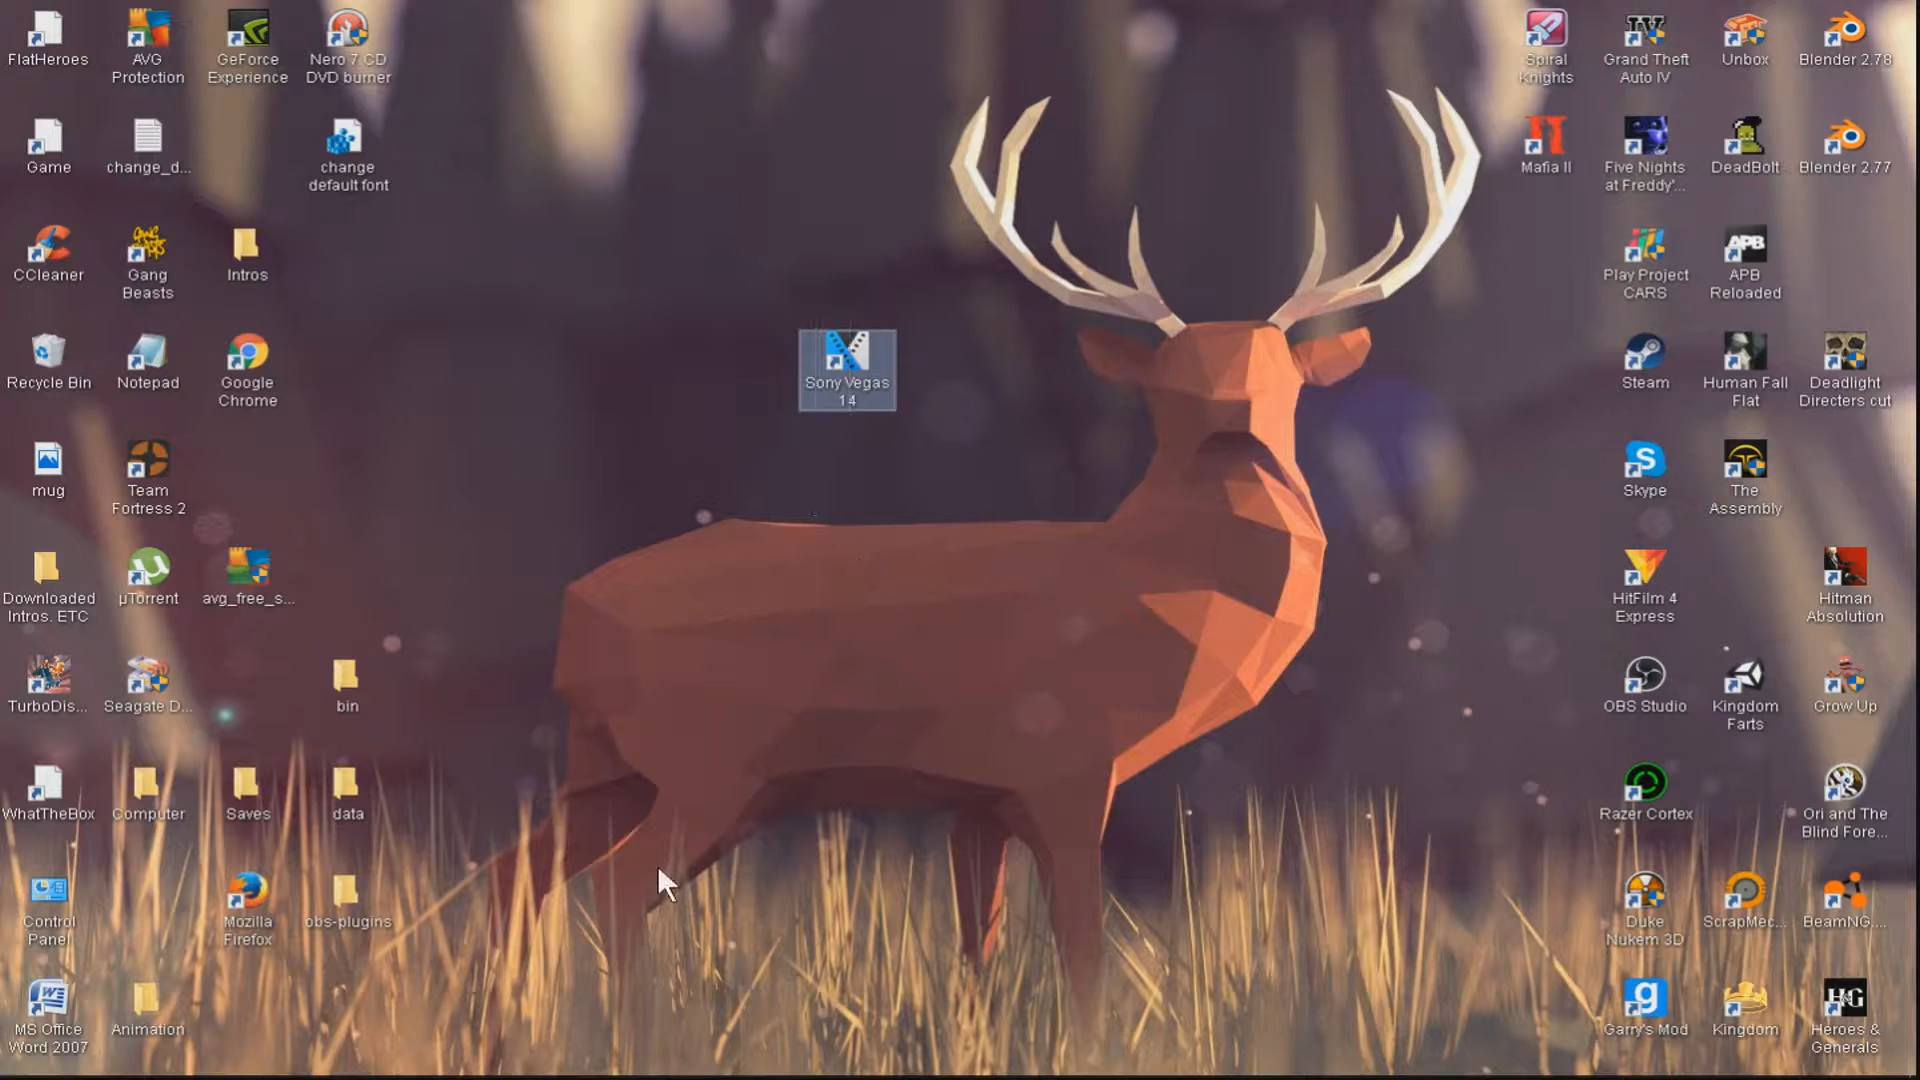 FlatHeroes
AVG
Protection
GeForce
Experience
Nero 7 CD
DVD burner
Spiral
Knights
Grand Theft
Auto IV
Unbox
Blender 2.78
Game
change_d...
change
default font
Mafia II
Five Nights
at Freddy'...
DeadBolt
Blender 2.77
CCleaner
Gang
Beasts
Intros
Play Project
CARS
APB
APB
Reloaded
Recycle Bin
Notepad
Google
Chrome
Sony Vegas
14
Steam
Human Fall
Flat
Deadlight
Directers cut
mug
Team
Fortress 2
Skype
The
Assembly
Downloaded
Intros. ETC
µTorrent
avg_free_s...
HitFilm 4
Express
Hitman
Absolution
TurboDis...
Seagate D...
bin
OBS Studio
Kingdom
Farts
Grow Up
WhatTheBox
Computer
Saves
data
Razer Cortex
Ori and The
Blind Fore...
Control
Panel
Mozilla
Firefox
obs-plugins
Duke
Nukem 3D
ScrapMec...
BeamNG....
MS Office
Word 2007
Animation
Garry's Mod
Kingdom
H&G
Heroes &
Generals